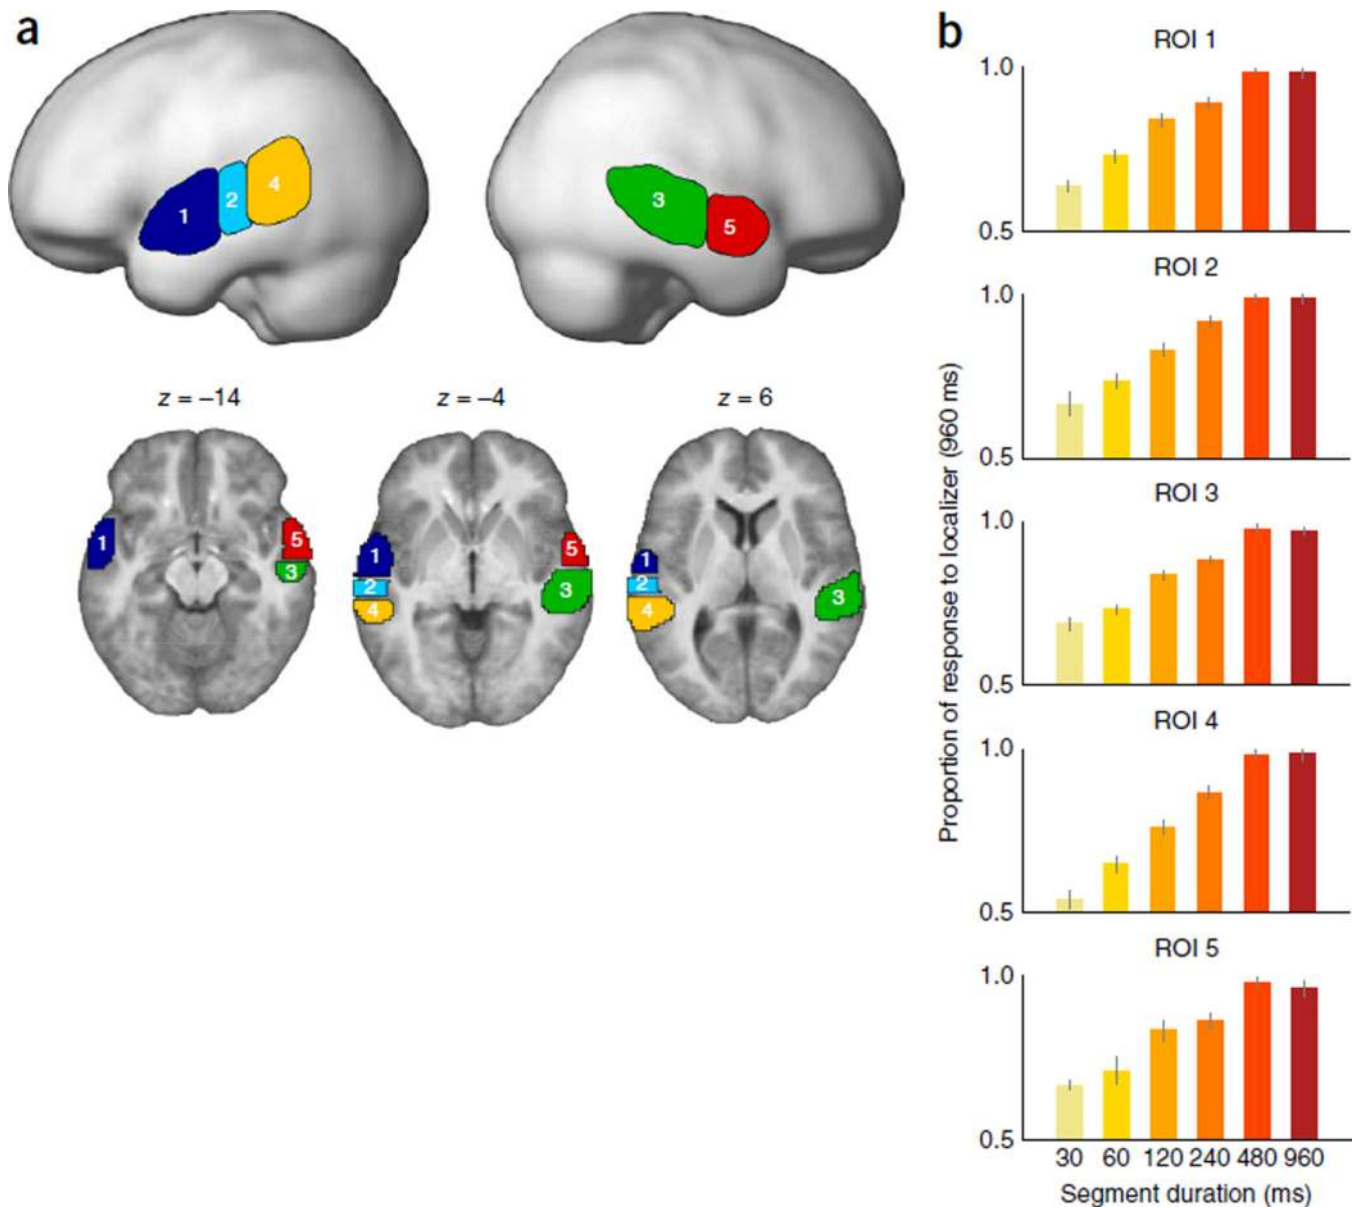 a
1
2
4
3
5
z = –14
z = –4
z = 6
1
5
3
1
2
4
5
3
1
2
4
3
b
Proportion of response to localizer (960 ms)
ROI 1
1.0
0.5
ROI 2
1.0
0.5
ROI 3
1.0
0.5
ROI 4
1.0
0.5
ROI 5
1.0
0.5
30 60 120 240 480 960
Segment duration (ms)